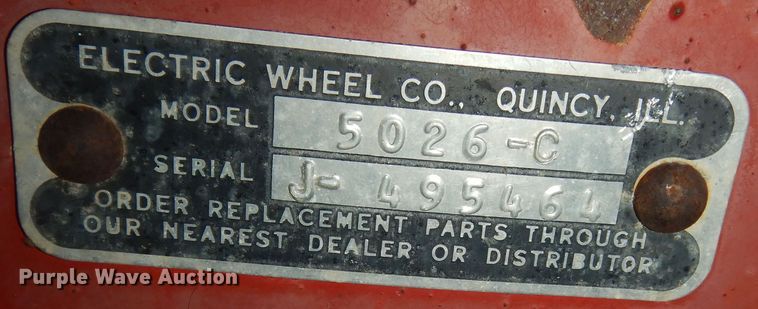 ELECTRIC WHEEL CO., QUINCY, ILL.
MODEL 5026-C
SERIAL J-495464
ORDER REPLACEMENT PARTS THROUGH
OUR NEAREST DEALER OR DISTRIBUTOR
Purple Wave Auction